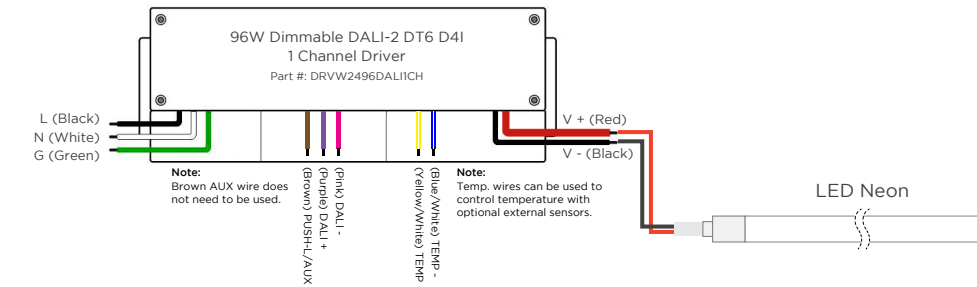 96W Dimmable DALI-2 DT6 D4I
1 Channel Driver
Part #: DRVW2496DALI1CH
L (Black)
N (White)
G (Green)
Note:
Brown AUX wire does
not need to be used.
(Brown) PUSH-L/AUX
(Purple) DALI +
(Pink) DALI -
(Yellow/White) TEMP
(Blue/White) TEMP -
Note:
Temp. wires can be used to
control temperature with
optional external sensors.
V + (Red)
V - (Black)
LED Neon